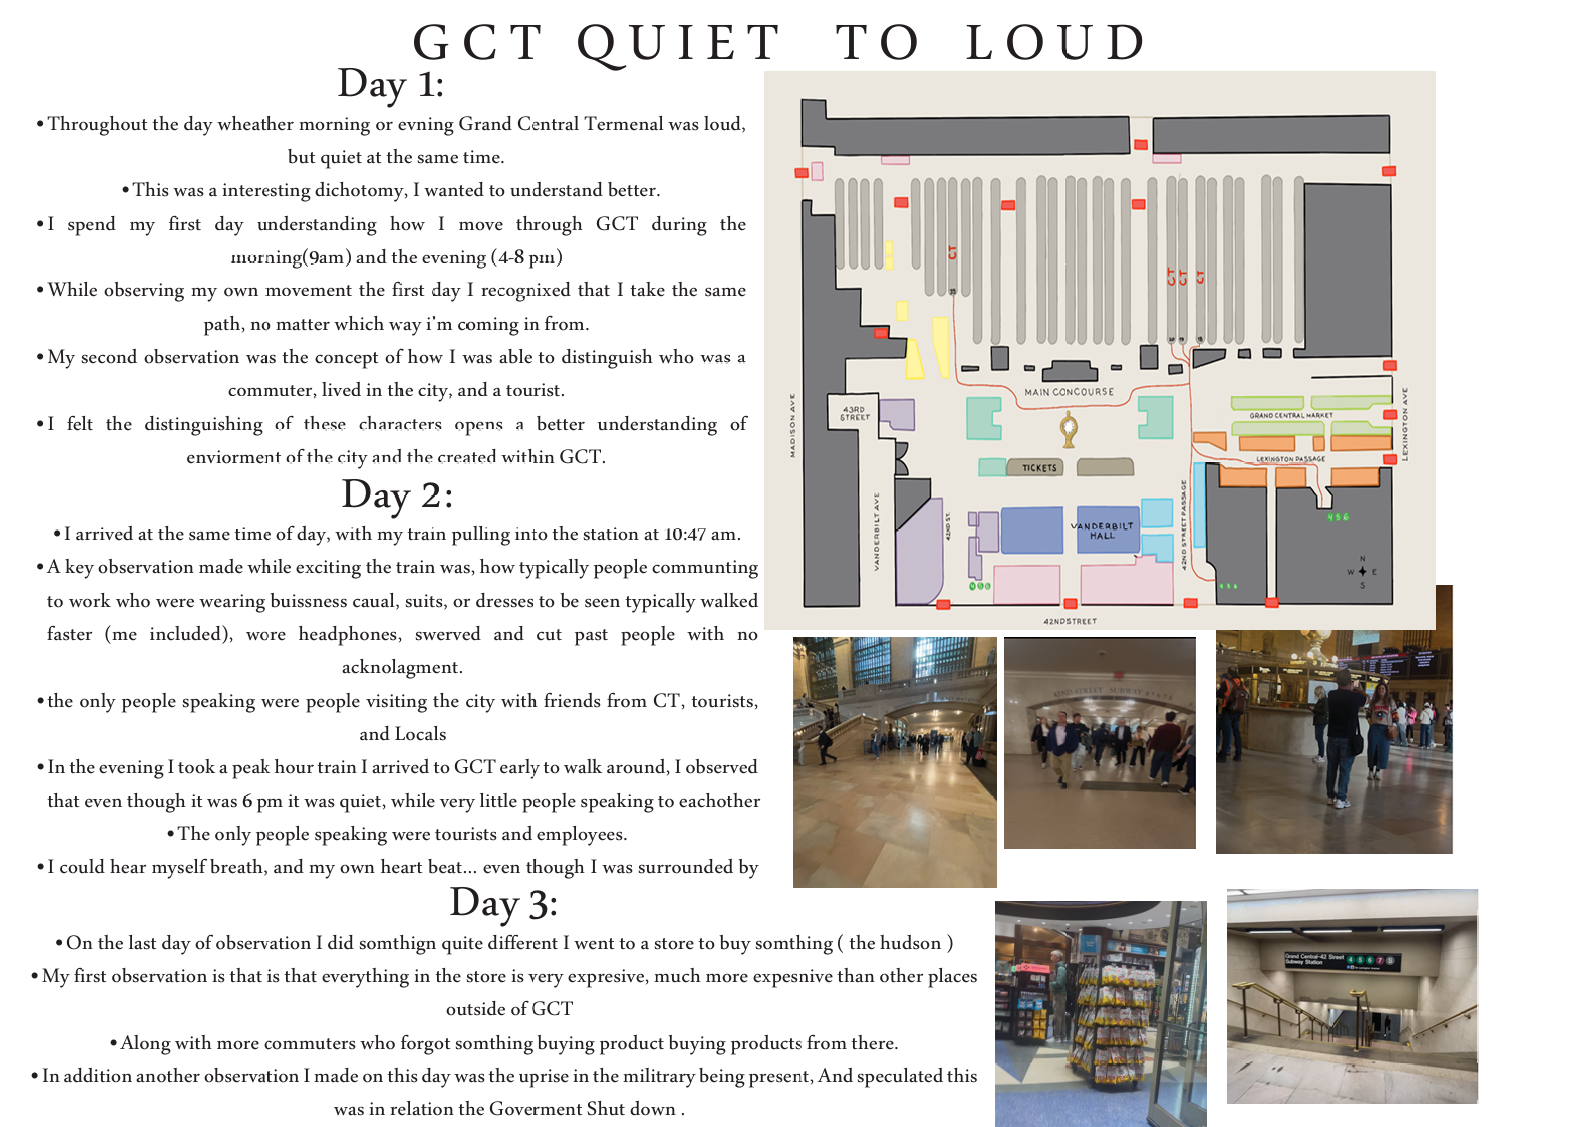 GCT QUIET TO LOUD
Day 1:
•Throughout the day wheather morning or evning Grand Central Termenal was loud,
but quiet at the same time.
•This was a interesting dichotomy, I wanted to understand better.
•I spend my first day understanding how I move through GCT during the
morning(9am) and the evening (4-8 pm)
•While observing my own movement the first day I recognixed that I take the same
path, no matter which way i'm coming in from.
•My second observation was the concept of how I was able to distinguish who was a
commuter, lived in the city, and a tourist.
•I felt the distinguishing of these characters opens a better understanding of
enviorment of the city and the created within GCT.
Day 2:
•I arrived at the same time of day, with my train pulling into the station at 10:47 am.
•A key observation made while exciting the train was, how typically people communting
to work who were wearing buissness caual, suits, or dresses to be seen typically walked
faster (me included), wore headphones, swerved and cut past people with no
acknolagment.
•the only people speaking were people visiting the city with friends from CT, tourists,
and Locals
•In the evening I took a peak hour train I arrived to GCT early to walk around, I observed
that even though it was 6 pm it was quiet, while very little people speaking to eachother
•The only people speaking were tourists and employees.
•I could hear myself breath, and my own heart beat... even though I was surrounded by
Day 3:
•On the last day of observation I did somthign quite different I went to a store to buy somthing ( the hudson )
•My first observation is that is that everything in the store is very expresive, much more expesnive than other places
outside of GCT
•Along with more commuters who forgot somthing buying product buying products from there.
•In addition another observation I made on this day was the uprise in the militrary being present, And speculated this
was in relation the Goverment Shut down .
CT
CT
CT
CT
MAIN CONCOURSE
43RD
STREET
MADISON AVE
GRAND CENTRAL MARKET
LEXINGTON AVE
LEXINGTON PASSAGE
TICKETS
VANDERBILT
HALL
VANDERBILT AVE
42ND ST.
42ND STREET PASSAGE
4 5 6
N
W E
S
42ND STREET
42ND STREET SUBWAY
Grand Central-42 Street
Subway Station
4 5 6 7 S